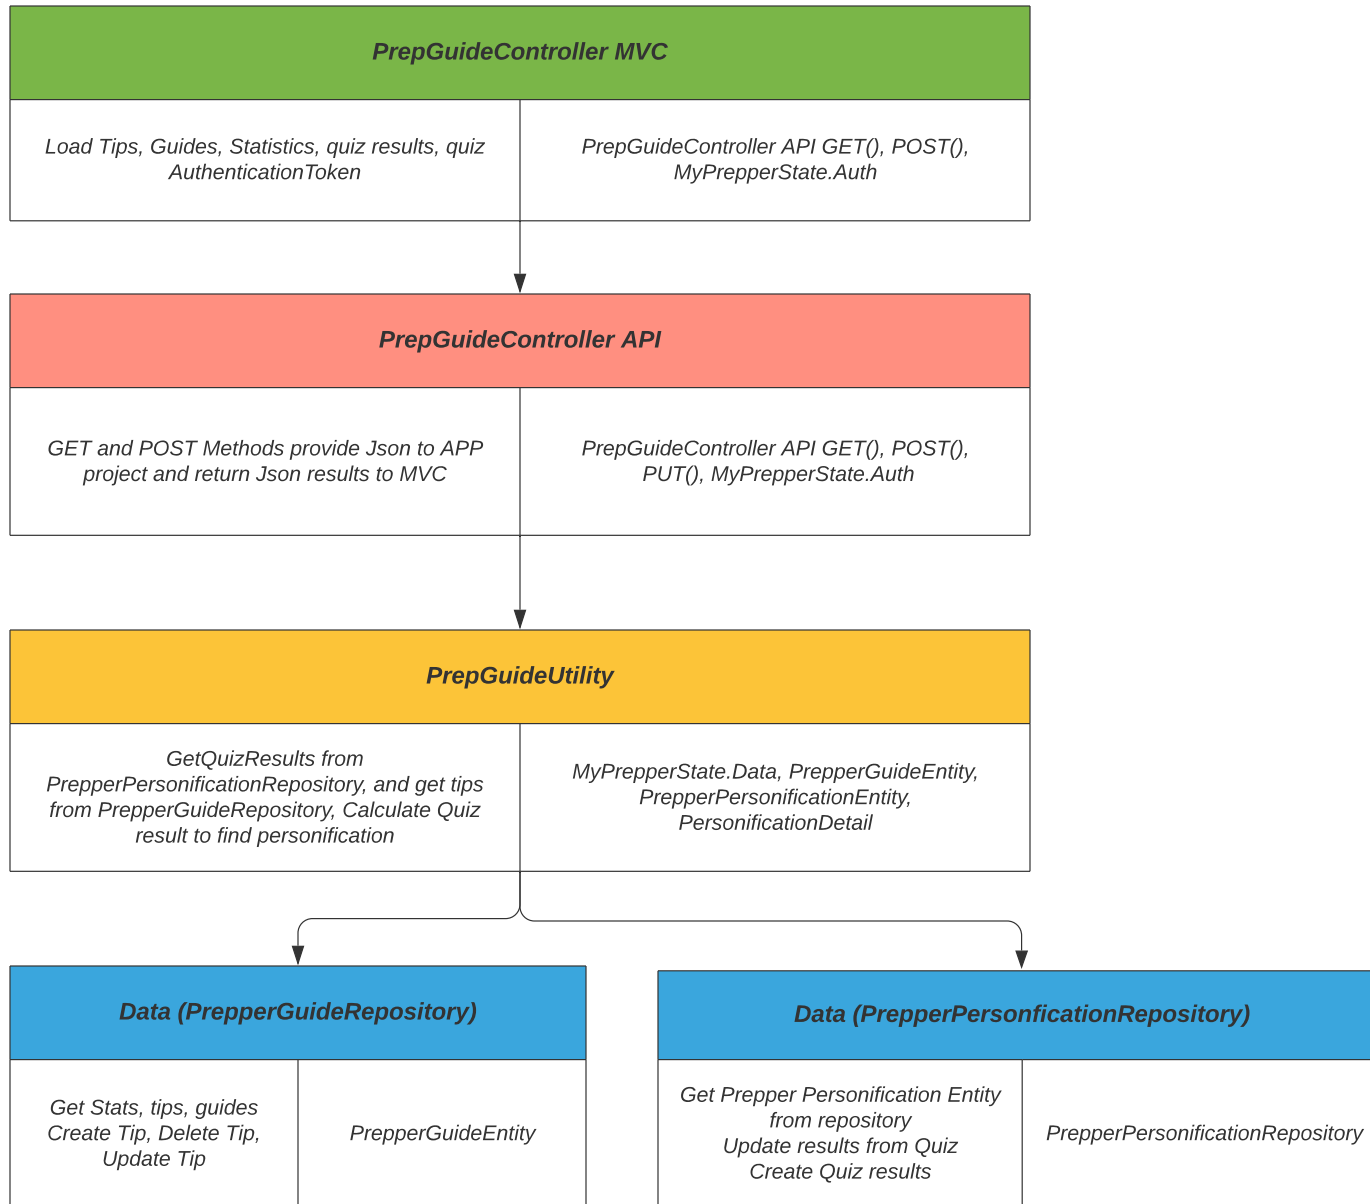 PrepGuideController MVC
Load Tips, Guides, Statistics, quiz results, quiz
AuthenticationToken
PrepGuideController API GET(), POST(),
MyPrepperState.Auth
PrepGuideController API
GET and POST Methods provide Json to APP
project and return Json results to MVC
PrepGuideController API GET(), POST(),
PUT(), MyPrepperState.Auth
PrepGuideUtility
GetQuizResults from
PrepperPersonificationRepository, and get tips
from PrepperGuideRepository, Calculate Quiz
result to find personification
MyPrepperState.Data, PrepperGuideEntity,
PrepperPersonificationEntity,
PersonificationDetail
Data (PrepperGuideRepository)
Get Stats, tips, guides
Create Tip, Delete Tip,
Update Tip
PrepperGuideEntity
Data (PrepperPersonficationRepository)
Get Prepper Personification Entity
from repository
Update results from Quiz
Create Quiz results
PrepperPersonificationRepository